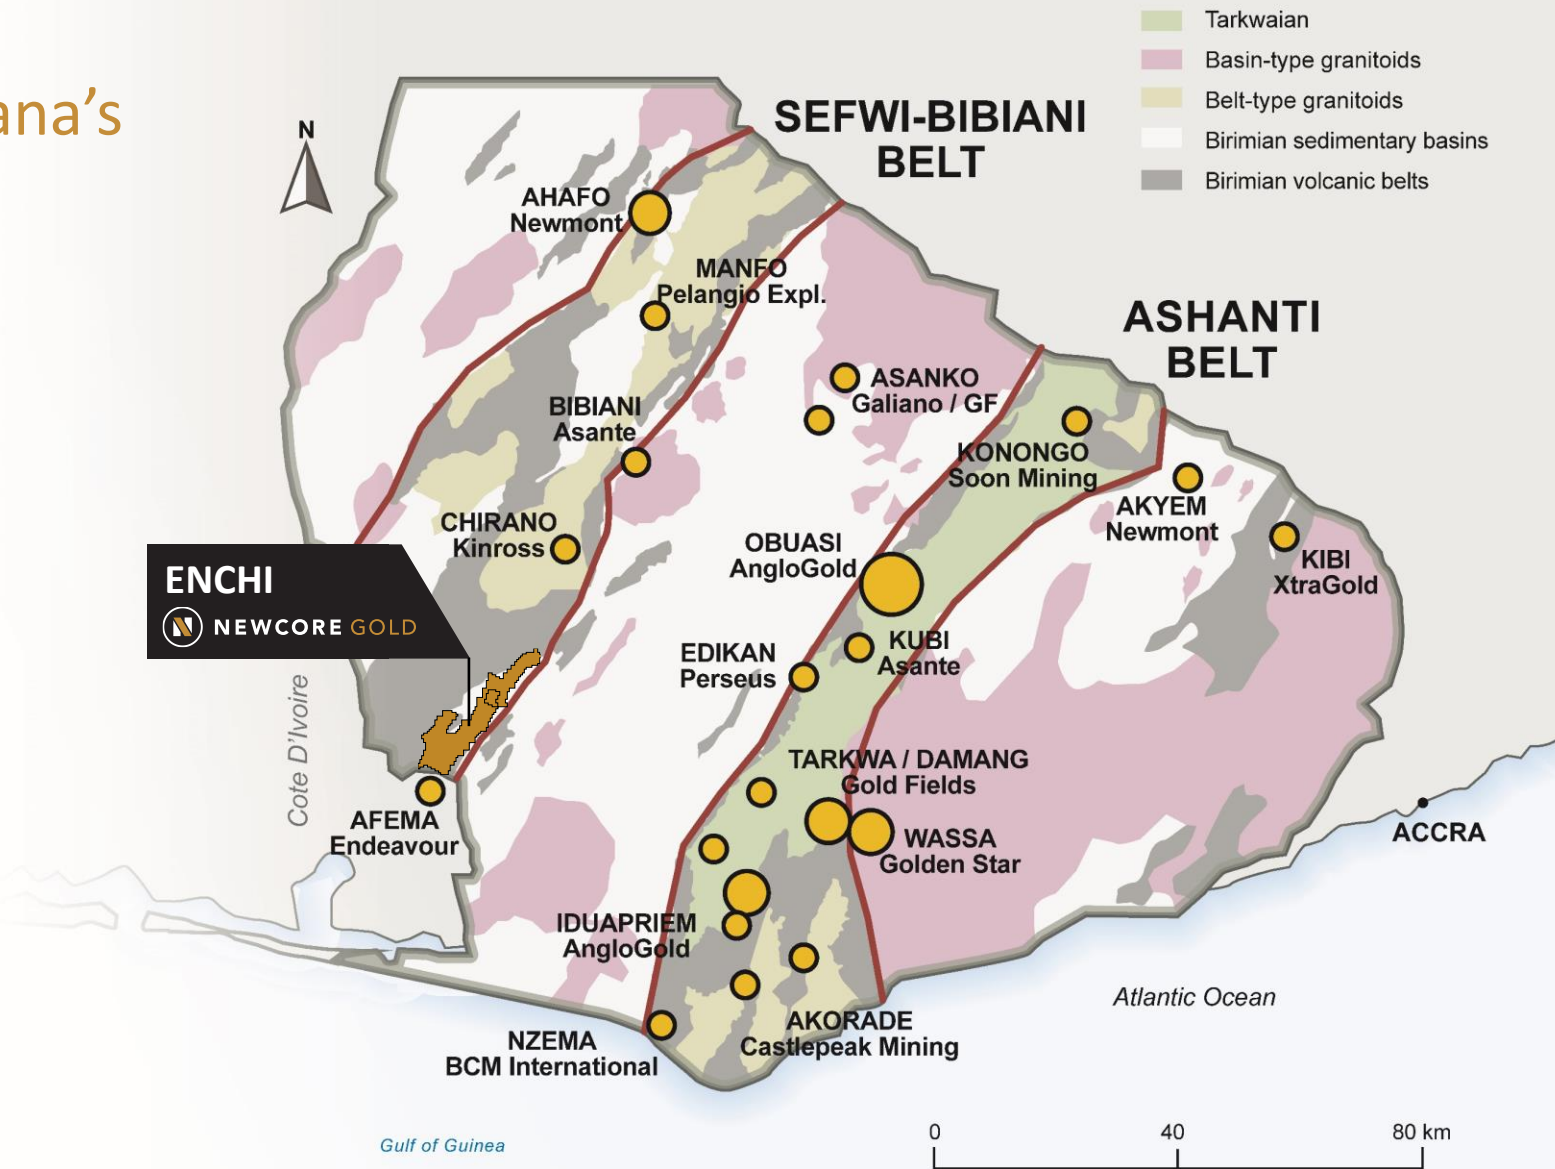 ana's
Tarkwaian
Basin-type granitoids
Belt-type granitoids
Birimian sedimentary basins
Birimian volcanic belts
N
SEFWI-BIBIANI
BELT
AHAFO
Newmont
MANFO
Pelangio Expl.
ASHANTI
BELT
ASANKO
Galiano / GF
BIBIANI
Asante
KONONGO
Soon Mining
AKYEM
Newmont
CHIRANO
Kinross
OBUASI
AngloGold
KIBI
XtraGold
ENCHI
NEWCORE GOLD
EDIKAN
Perseus
KUBI
Asante
Cote D'Ivoire
TARKWA / DAMANG
Gold Fields
AFEMA
Endeavour
WASSA
Golden Star
ACCRA
IDUAPRIEM
AngloGold
Atlantic Ocean
NZEMA
BCM International
AKORADE
Castlepeak Mining
Gulf of Guinea
0 40 80 km